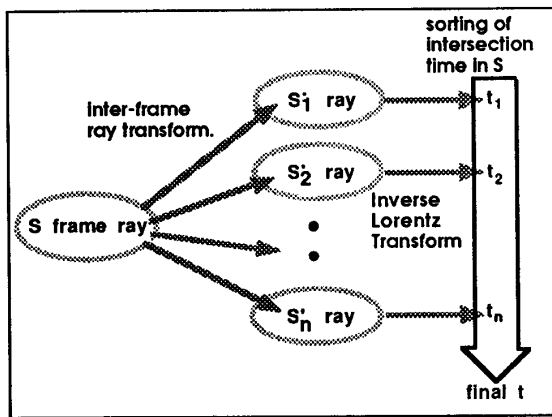 sorting of
intersection
time in S
inter-frame
ray transform.
S'1 ray
t1
S'2 ray
t2
S frame ray
Inverse
Lorentz
Transform
S'n ray
tn
final t